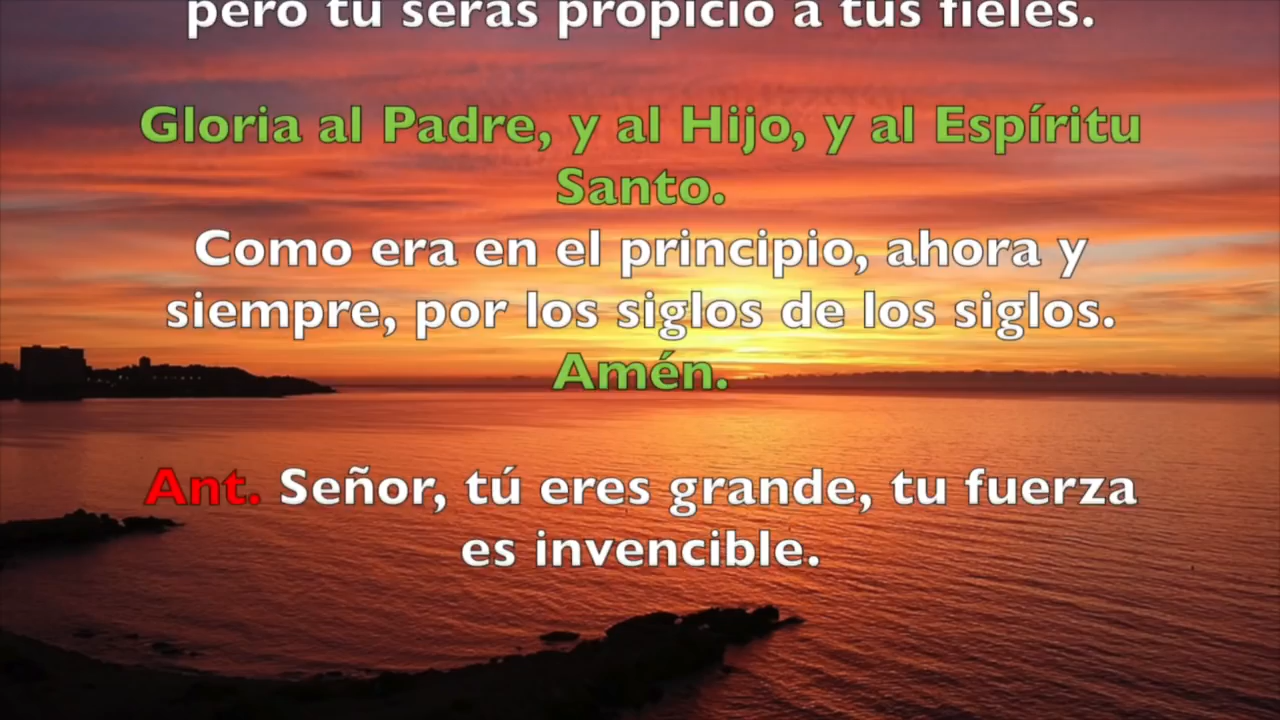 pero tú serás propicio a tus fieles.
Gloria al Padre, y al Hijo, y al Espíritu
Santo.
Como era en el principio, ahora y
siempre, por los siglos de los siglos.
Amén.
Ant. Señor, tú eres grande, tu fuerza
es invencible.